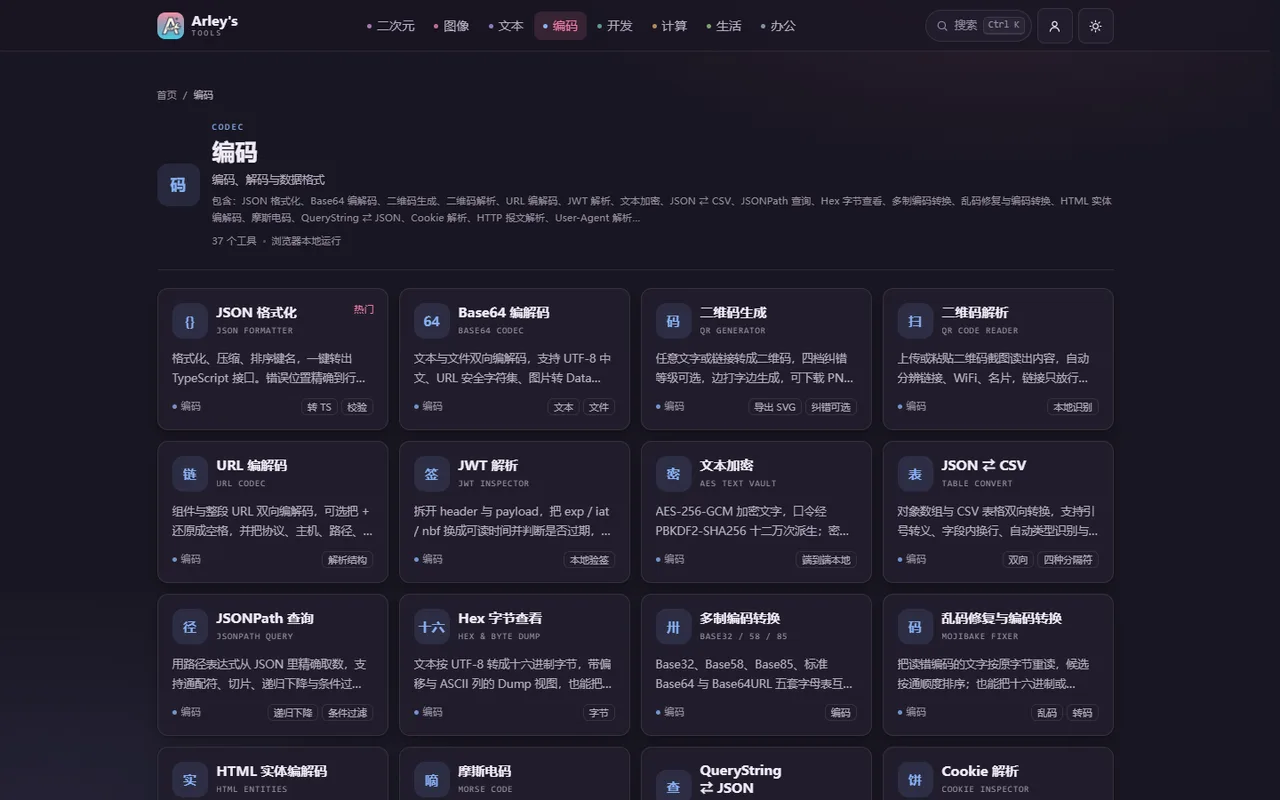 Arley's
TOOLS
二次元
图像
文本
编码
开发
计算
生活
办公
搜索 Ctrl K
首页 / 编码
CODEC
编码
码
编码、解码与数据格式
包含：JSON 格式化、Base64 编解码、二维码生成、二维码解析、URL 编解码、JWT 解析、文本加密、JSON ⇄ CSV、JSONPath 查询、Hex 字节查看、多制编码转换、乱码修复与编码转换、HTML 实体
编解码、摩斯电码、QueryString ⇄ JSON、Cookie 解析、HTTP 报文解析、User-Agent 解析…
37 个工具 • 浏览器本地运行
{}
JSON 格式化
热门
JSON FORMATTER
格式化、压缩、排序键名，一键转出
TypeScript 接口。错误位置精确到行…
编码
转 TS
校验
64
Base64 编解码
BASE64 CODEC
文本与文件双向编解码，支持 UTF-8 中
文、URL 安全字符集、图片转 Data…
编码
文本
文件
码
二维码生成
QR GENERATOR
任意文字或链接转成二维码，四档纠错
等级可选，边打字边生成，可下载 PN…
编码
导出 SVG
纠错可选
扫
二维码解析
QR CODE READER
上传或粘贴二维码截图读出内容，自动
分辨链接、WiFi、名片，链接只放行…
编码
本地识别
链
URL 编解码
URL CODEC
组件与整段 URL 双向编解码，可选把 +
还原成空格，并把协议、主机、路径、…
编码
解析结构
签
JWT 解析
JWT INSPECTOR
拆开 header 与 payload，把 exp / iat
/ nbf 换成可读时间并判断是否过期，…
编码
本地验签
密
文本加密
AES TEXT VAULT
AES-256-GCM 加密文字，口令经
PBKDF2-SHA256 十二万次派生；密…
编码
端到端本地
表
JSON ⇄ CSV
TABLE CONVERT
对象数组与 CSV 表格双向转换，支持引
号转义、字段内换行、自动类型识别与…
编码
双向
四种分隔符
径
JSONPath 查询
JSONPATH QUERY
用路径表达式从 JSON 里精确取数，支
持通配符、切片、递归下降与条件过…
编码
递归下降
条件过滤
十六
Hex 字节查看
HEX & BYTE DUMP
文本按 UTF-8 转成十六进制字节，带偏
移与 ASCII 列的 Dump 视图，也能把…
编码
字节
卅
多制编码转换
BASE32 / 58 / 85
Base32、Base58、Base85、标准
Base64 与 Base64URL 五套字母表互…
编码
编码
码
乱码修复与编码转换
MOJIBAKE FIXER
把读错编码的文字按原字节重读，候选
按通顺度排序；也能把十六进制或…
编码
乱码
转码
实
HTML 实体编解码
HTML ENTITIES
嘀
摩斯电码
MORSE CODE
查
QueryString
⇄ JSON
饼
Cookie 解析
COOKIE INSPECTOR